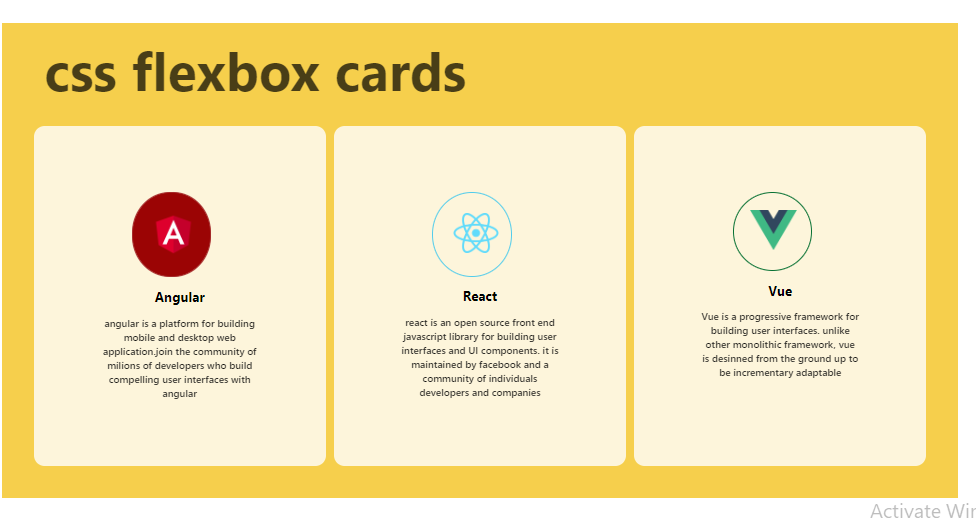 css flexbox cards
A
Angular
angular is a platform for building
mobile and desktop web
application.join the community of
milions of developers who build
compelling user interfaces with
angular
React
react is an open source front end
javascript library for building user
interfaces and UI components. it is
maintained by facebook and a
community of individuals
developers and companies
Vue
Vue is a progressive framework for
building user interfaces. unlike
other monolithic framework, vue
is desinned from the ground up to
be incrementary adaptable
Activate Win